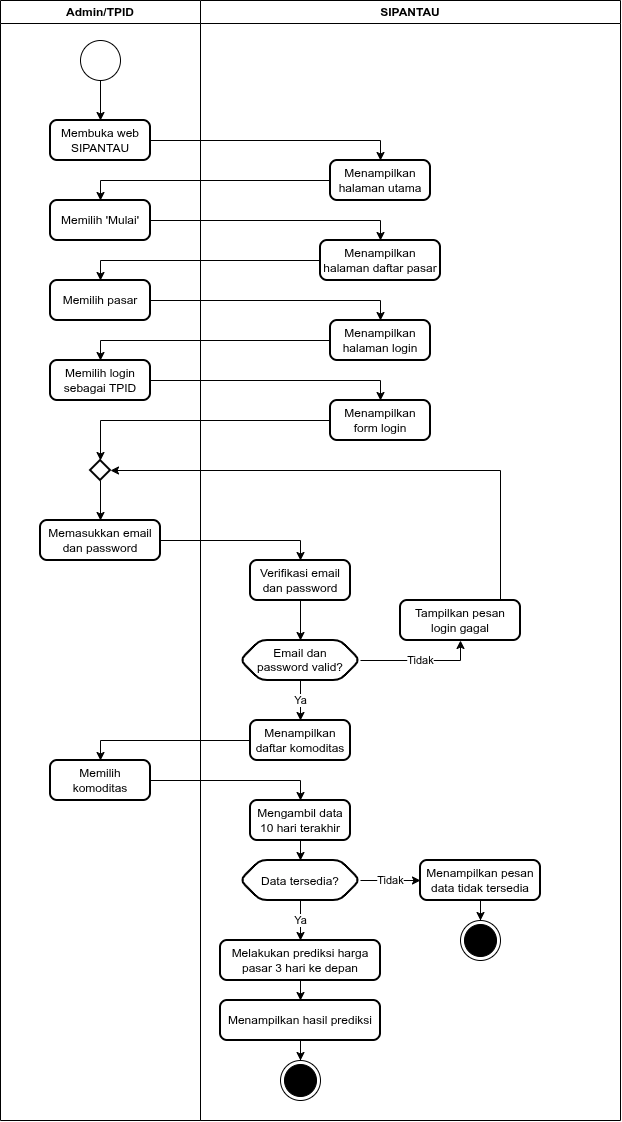 Admin/TPID
SIPANTAU
Membuka web
SIPANTAU
Menampilkan
halaman utama
Memilih 'Mulai'
Menampilkan
halaman daftar pasar
Memilih pasar
Menampilkan
halaman login
Memilih login
sebagai TPID
Menampilkan
form login
Memasukkan email
dan password
Verifikasi email
dan password
Tampilkan pesan
login gagal
Email dan
password valid?
Tidak
Ya
Menampilkan
daftar komoditas
Memilih
komoditas
Mengambil data
10 hari terakhir
Data tersedia?
Tidak
Menampilkan pesan
data tidak tersedia
Ya
Melakukan prediksi harga
pasar 3 hari ke depan
Menampilkan hasil prediksi